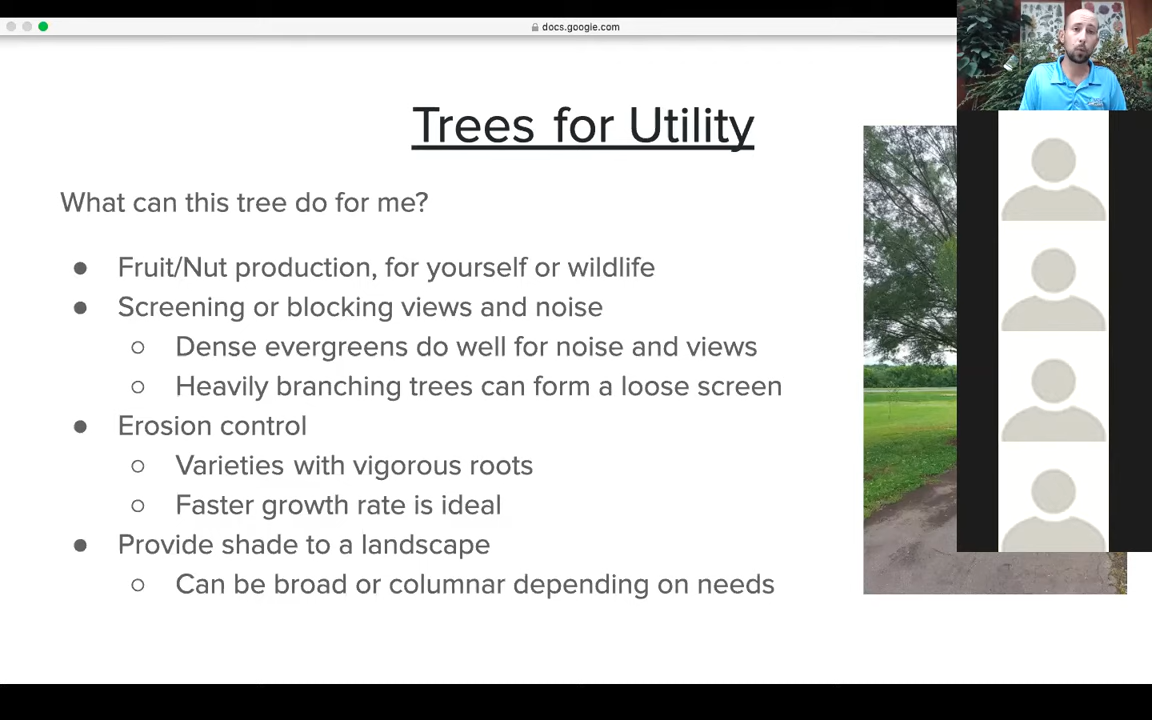 docs.google.com
Trees for Utility
What can this tree do for me?
● Fruit/Nut production, for yourself or wildlife
● Screening or blocking views and noise
○ Dense evergreens do well for noise and views
○ Heavily branching trees can form a loose screen
● Erosion control
○ Varieties with vigorous roots
○ Faster growth rate is ideal
● Provide shade to a landscape
○ Can be broad or columnar depending on needs